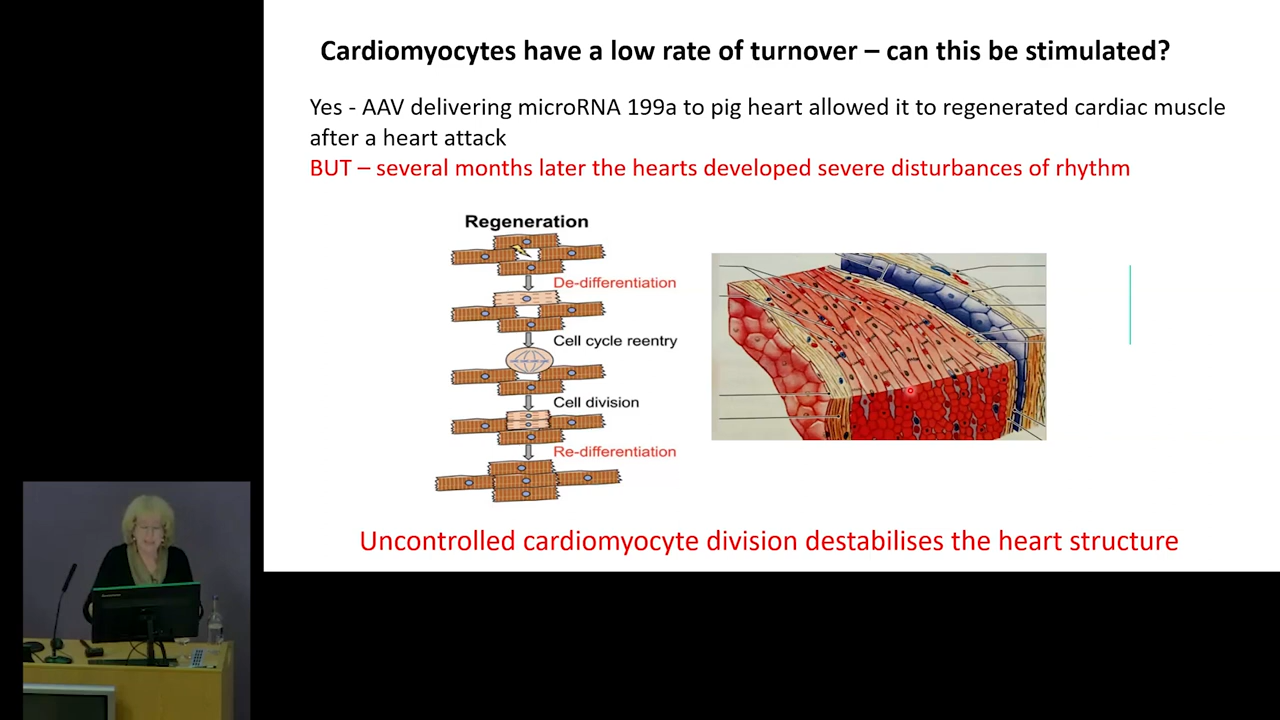 Cardiomyocytes have a low rate of turnover – can this be stimulated?
Yes - AAV delivering microRNA 199a to pig heart allowed it to regenerated cardiac muscle
after a heart attack
BUT – several months later the hearts developed severe disturbances of rhythm
Regeneration
De-differentiation
Cell cycle reentry
Cell division
Re-differentiation
Uncontrolled cardiomyocyte division destabilises the heart structure